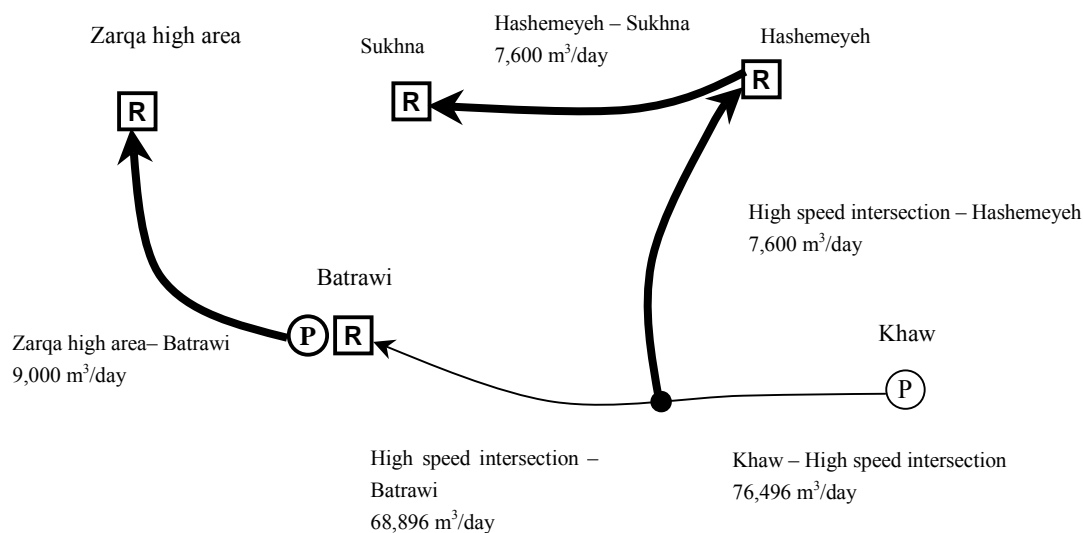 Zarqa high area
Sukhna
Hashemeyeh – Sukhna
7,600 m³/day
Hashemeyeh
R
R
R
High speed intersection – Hashemeyeh
7,600 m³/day
Batrawi
P
R
Zarqa high area– Batrawi
9,000 m³/day
Khaw
P
High speed intersection –
Batrawi
68,896 m³/day
Khaw – High speed intersection
76,496 m³/day